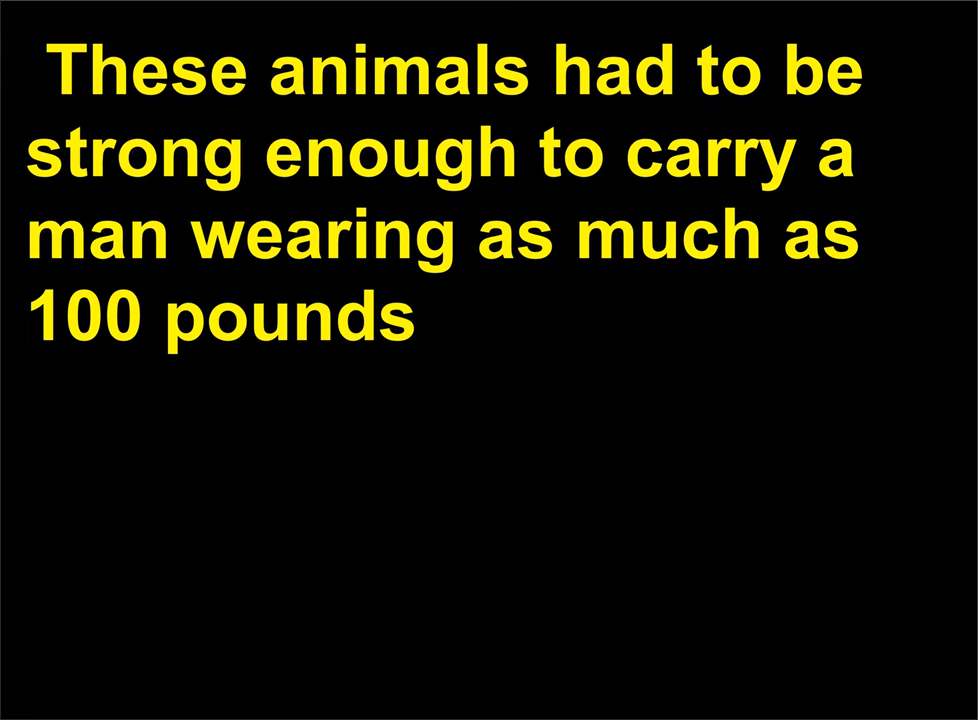 These animals had to be
strong enough to carry a
man wearing as much as
100 pounds